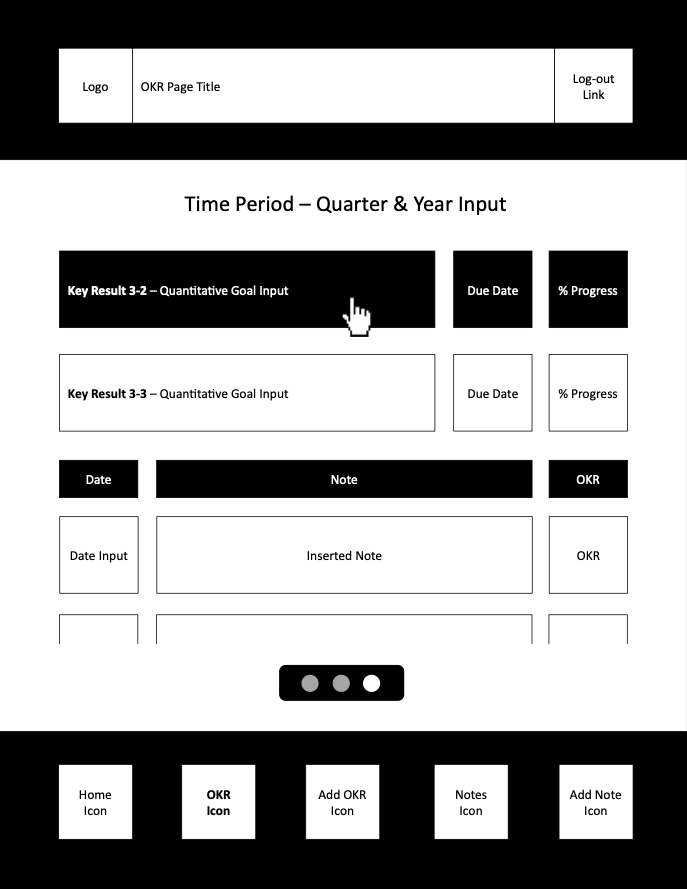 Logo
OKR Page Title
Log-out
Link
Time Period – Quarter & Year Input
Key Result 3-2 – Quantitative Goal Input
Due Date
% Progress
Key Result 3-3 – Quantitative Goal Input
Due Date
% Progress
Date
Note
OKR
Date Input
Inserted Note
OKR
Home
Icon
OKR
Icon
Add OKR
Icon
Notes
Icon
Add Note
Icon